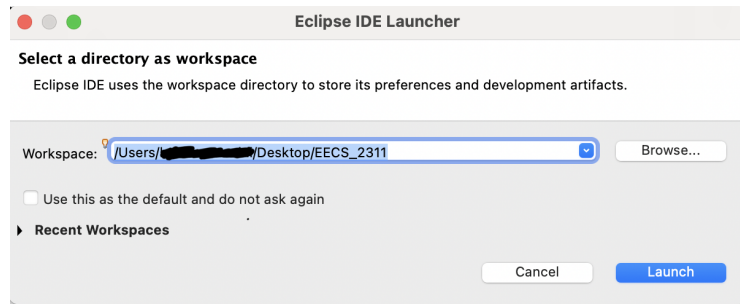 Eclipse IDE Launcher
Select a directory as workspace
Eclipse IDE uses the workspace directory to store its preferences and development artifacts.
Workspace: /Users/ /Desktop/EECS_2311 Browse...
Use this as the default and do not ask again
Recent Workspaces
Cancel Launch